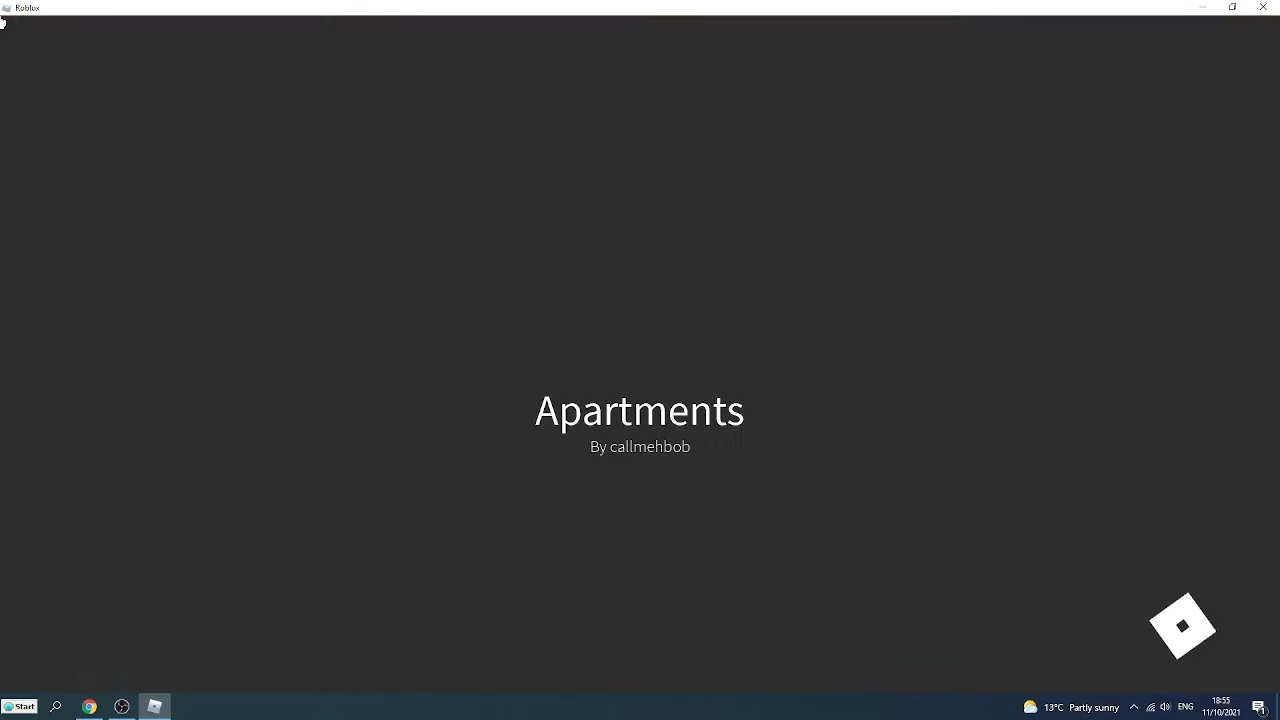 Roblox
Apartments
By callmehbob
Start
13°C Partly sunny
ENG
18:55
11/10/2021